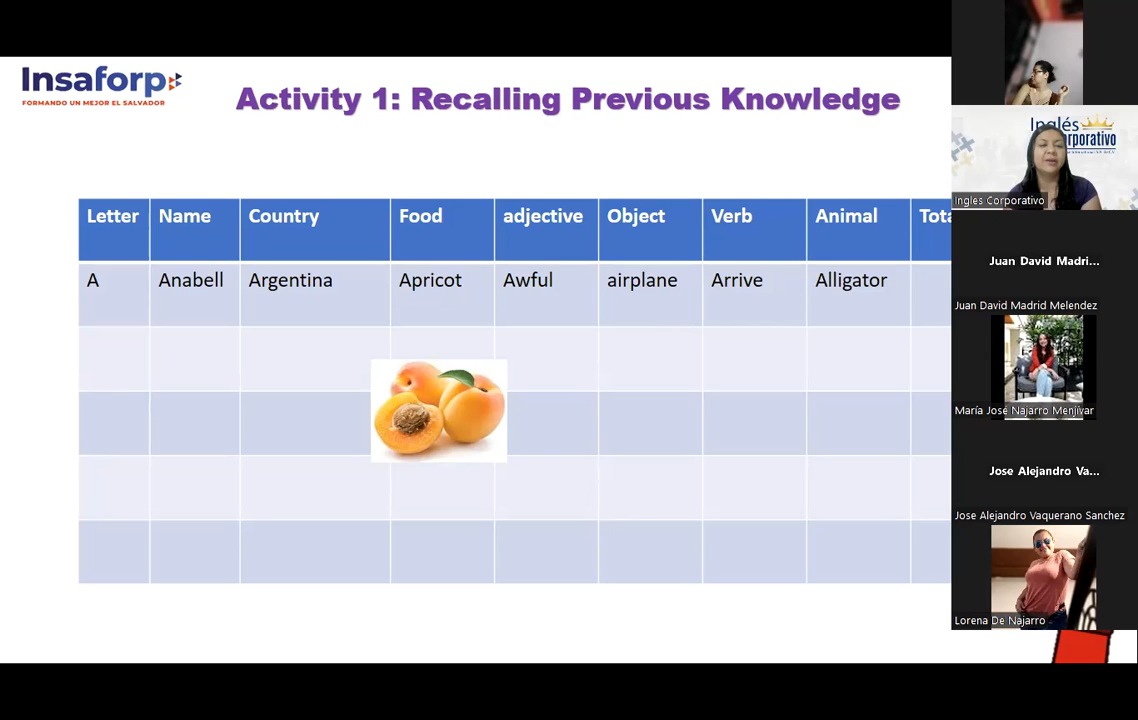 Insaforp
FORMANDO UN MEJOR EL SALVADOR
Activity 1: Recalling Previous Knowledge
Letter Name Country Food adjective Object Verb Animal
A Anabell Argentina Apricot Awful airplane Arrive Alligator
Inglés
Ingles Corporativo
Juan David Madri...
Juan David Madrid Melendez
María José Najarro Menjívar
Jose Alejandro Va...
Jose Alejandro Vaquerano Sanchez
Lorena De Najarro